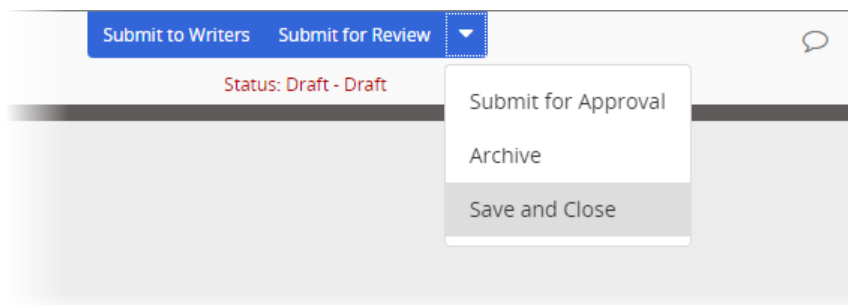 Submit to Writers Submit for Review
Status: Draft - Draft
Submit for Approval
Archive
Save and Close